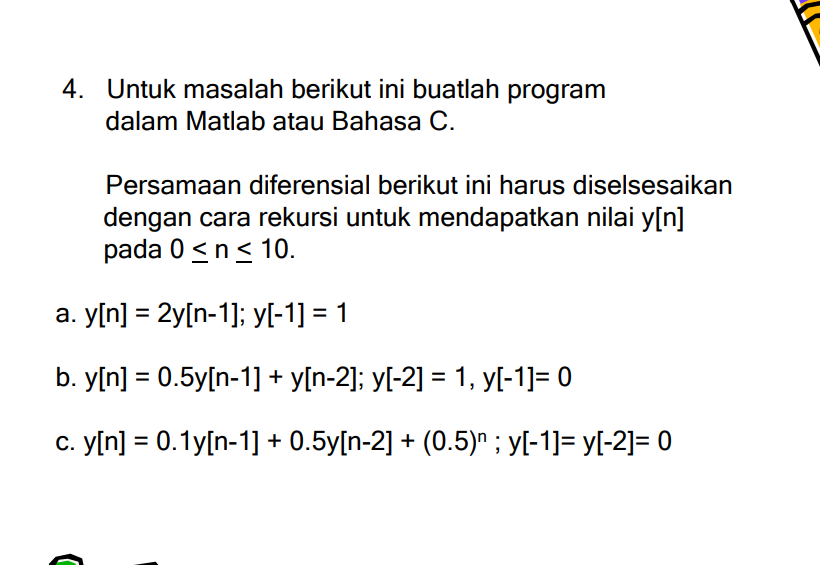 4. Untuk masalah berikut ini buatlah program
dalam Matlab atau Bahasa C.
Persamaan diferensial berikut ini harus diselsesaikan
dengan cara rekursi untuk mendapatkan nilai y[n]
pada 0 ≤ n ≤ 10.
a. y[n] = 2y[n-1]; y[-1] = 1
b. y[n] = 0.5y[n-1] + y[n-2]; y[-2] = 1, y[-1]= 0
c. y[n] = 0.1y[n-1] + 0.5y[n-2] + (0.5)ⁿ ; y[-1]= y[-2]= 0